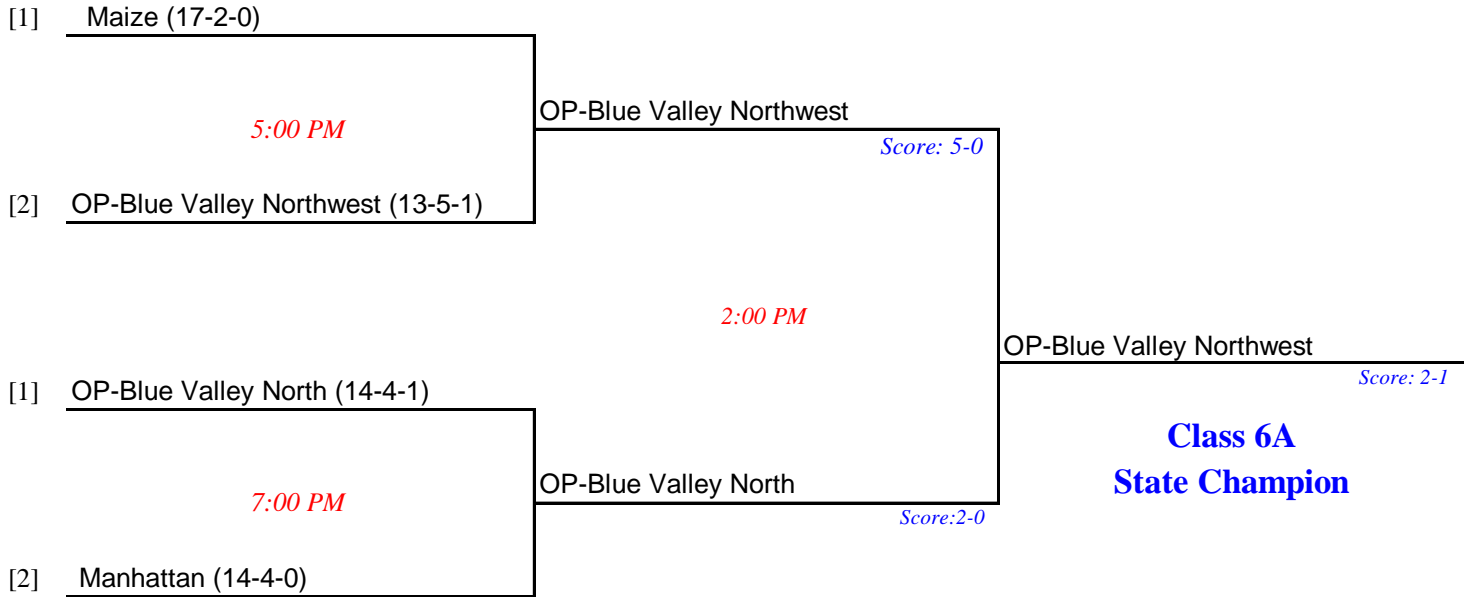 [1] Maize (17-2-0)
5:00 PM
OP-Blue Valley Northwest
Score: 5-0
[2] OP-Blue Valley Northwest (13-5-1)
2:00 PM
OP-Blue Valley Northwest
Score: 2-1
[1] OP-Blue Valley North (14-4-1)
7:00 PM
OP-Blue Valley North
Score:2-0
[2] Manhattan (14-4-0)
Class 6A
State Champion